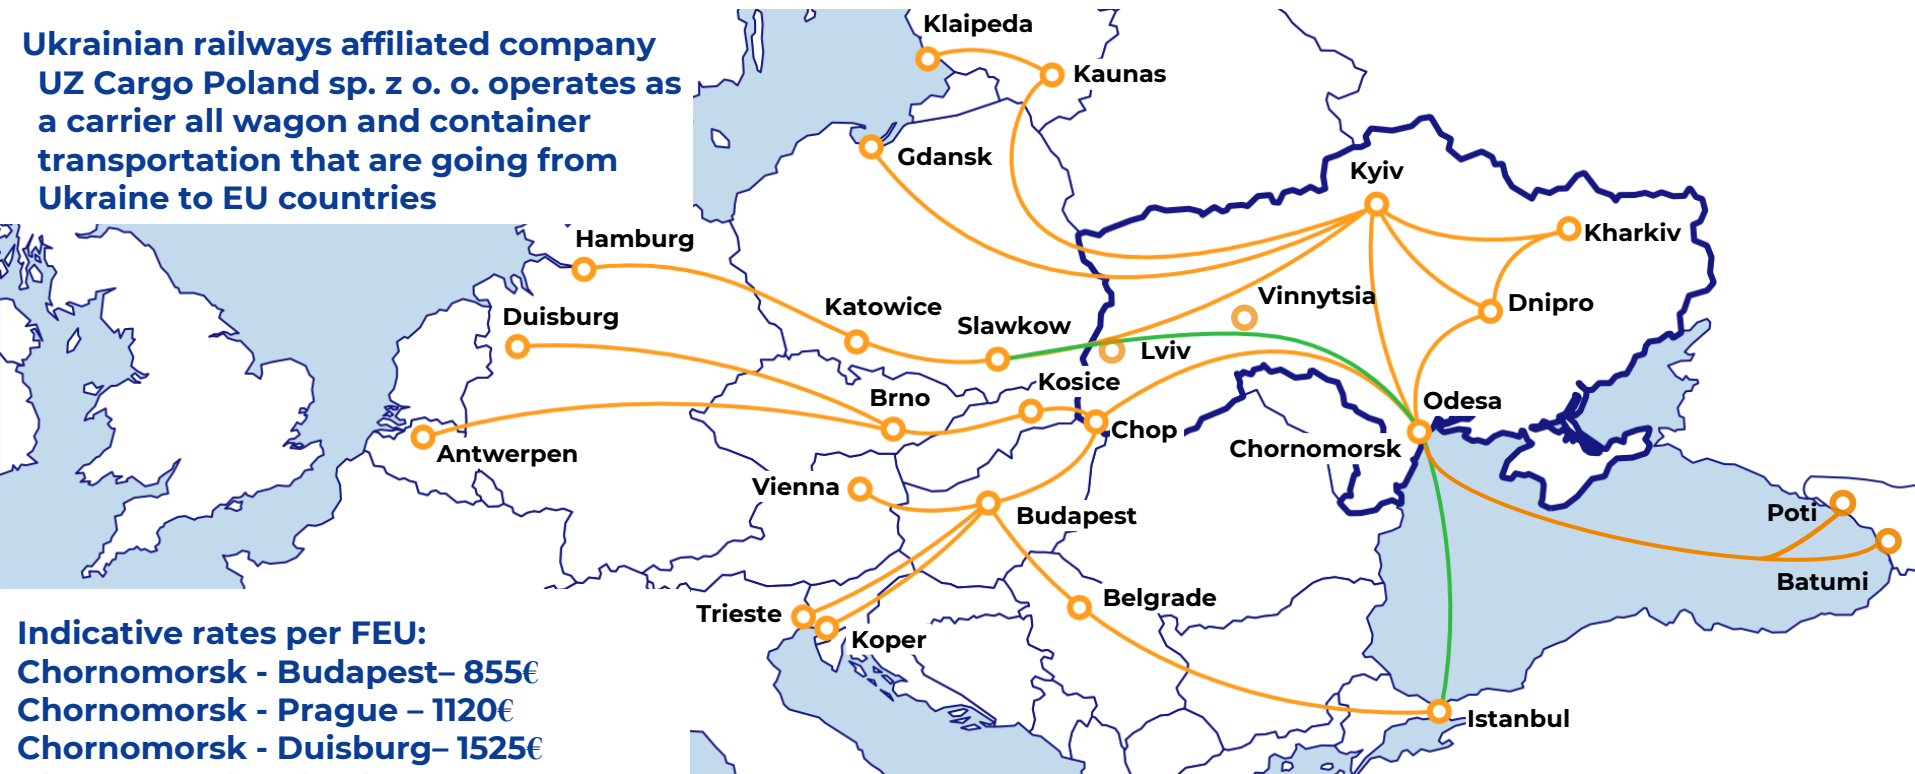 Ukrainian railways affiliated company
UZ Cargo Poland sp. z o. o. operates as
a carrier all wagon and container
transportation that are going from
Ukraine to EU countries
Klaipeda
Kaunas
Gdansk
Kyiv
Kharkiv
Hamburg
Vinnytsia
Dnipro
Katowice
Duisburg
Slawkow
Lviv
Kosice
Brno
Odesa
Chop
Chornomorsk
Antwerpen
Vienna
Budapest
Poti
Batumi
Belgrade
Trieste
Koper
Istanbul
Indicative rates per FEU:
Chornomorsk - Budapest– 855€
Chornomorsk - Prague – 1120€
Chornomorsk - Duisburg– 1525€